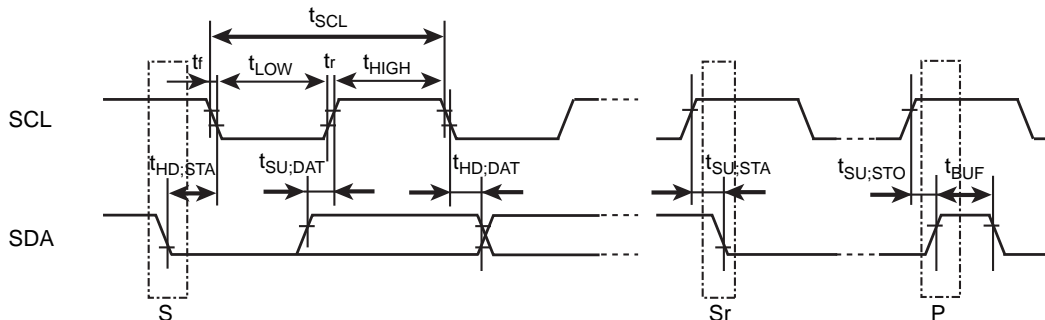 tSCL
tf tLOW tr tHIGH
SCL
tHD;STA tSU;DAT tHD;DAT tSU;STA tSU;STO tBUF
SDA
S Sr P